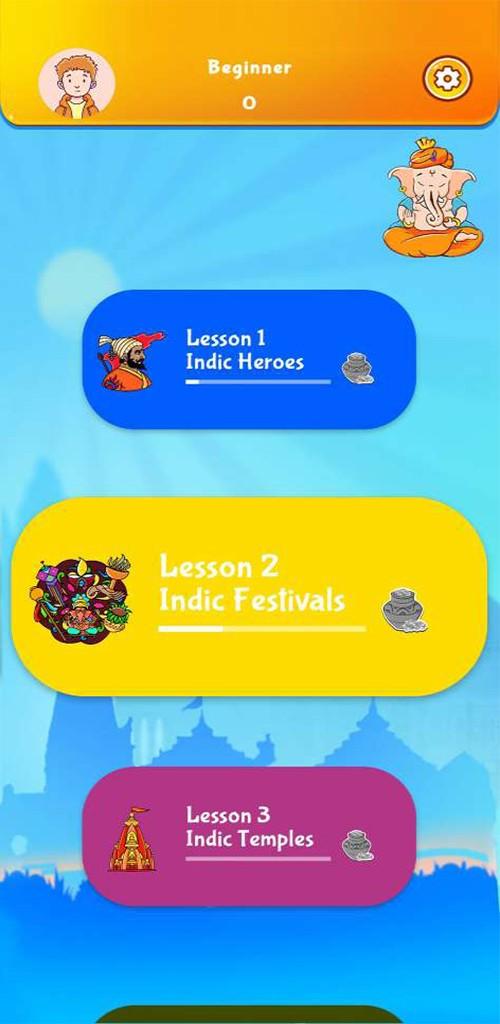 Beginner
0
Lesson 1
Indic Heroes
Lesson 2
Indic Festivals
Lesson 3
Indic Temples